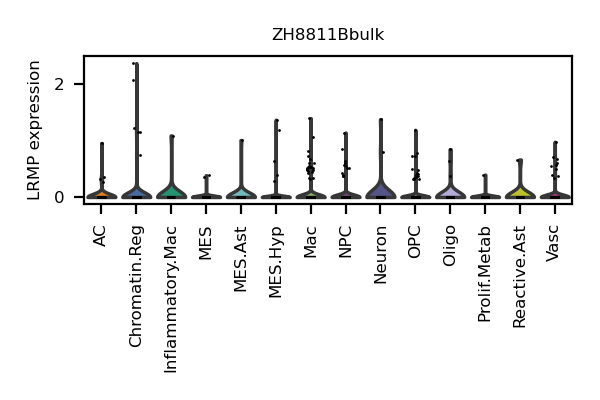 ZH8811Bbulk
LRMP expression
2
0
AC
Chromatin.Reg
Inflammatory.Mac
MES
MES.Ast
MES.Hyp
Mac
NPC
Neuron
OPC
Oligo
Prolif.Metab
Reactive.Ast
Vasc